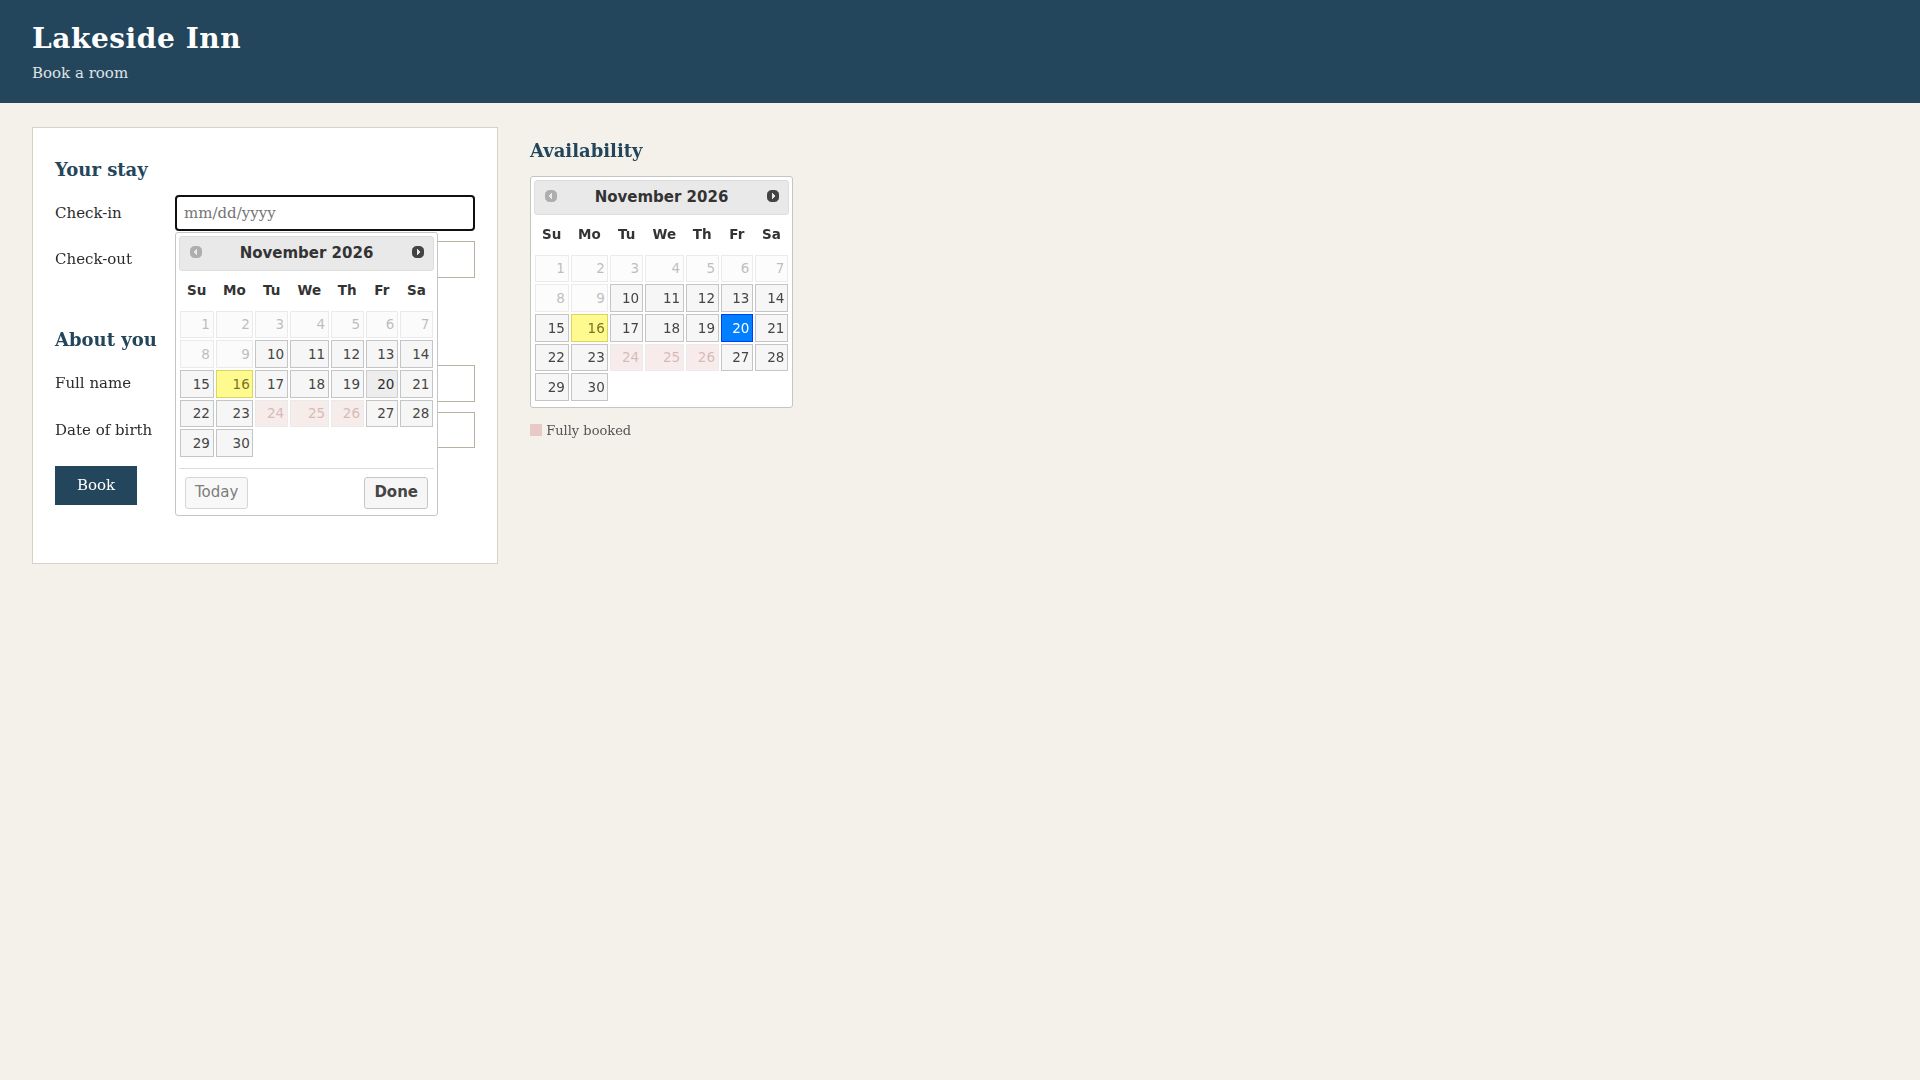 Lakeside Inn
Book a room
Your stay
Check-in
mm/dd/yyyy
Check-out
November 2026
Su Mo Tu We Th Fr Sa
1 2 3 4 5 6 7
8 9 10 11 12 13 14
15 16 17 18 19 20 21
22 23 24 25 26 27 28
29 30
Today Done
About you
Full name
Date of birth
Book
Availability
November 2026
Su Mo Tu We Th Fr Sa
1 2 3 4 5 6 7
8 9 10 11 12 13 14
15 16 17 18 19 20 21
22 23 24 25 26 27 28
29 30
Fully booked